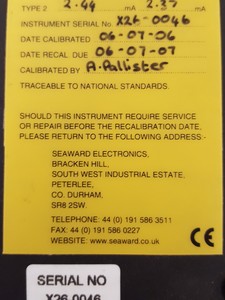 TYPE 2 2.49 mA 2.37 mA
INSTRUMENT SERIAL No X26-0046
DATE CALIBRATED 06-07-06
DATE RECAL DUE 06-07-07
CALIBRATED BY A.Pallister
TRACEABLE TO NATIONAL STANDARDS.
SHOULD THIS INSTRUMENT REQUIRE SERVICE
OR REPAIR BEFORE THE RECALIBRATION DATE,
PLEASE RETURN TO THE FOLLOWING ADDRESS -
SEAWARD ELECTRONICS,
BRACKEN HILL,
SOUTH WEST INDUSTRIAL ESTATE,
PETERLEE,
CO. DURHAM.
SR8 2SW.
TELEPHONE: 44 (0) 191 586 3511
FAX: 44 (0) 191 586 0227
WEBSITE: www.seaward.co.uk
CE
SERIAL NO
X26-0046